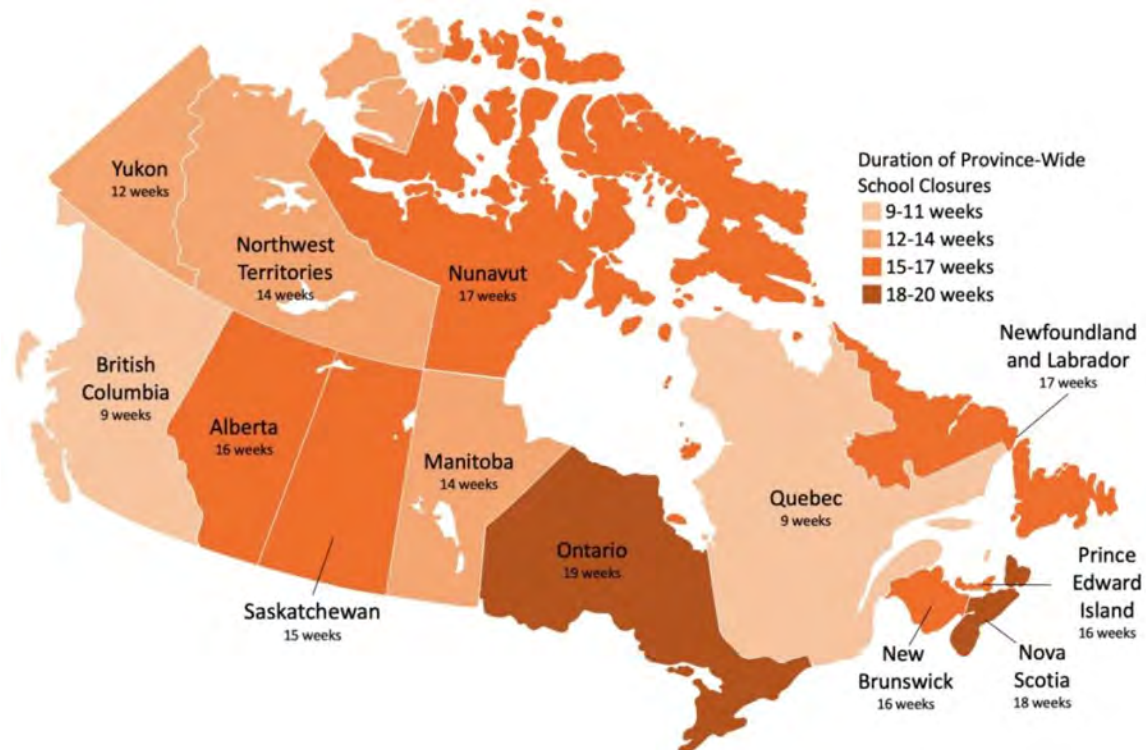 Yukon
12 weeks
Northwest
Territories
14 weeks
Nunavut
17 weeks
Duration of Province-Wide
School Closures
9-11 weeks
12-14 weeks
15-17 weeks
18-20 weeks
Newfoundland
and Labrador
17 weeks
British
Columbia
9 weeks
Alberta
16 weeks
Saskatchewan
15 weeks
Manitoba
14 weeks
Ontario
19 weeks
Quebec
9 weeks
Prince
Edward
Island
16 weeks
New
Brunswick
16 weeks
Nova
Scotia
18 weeks